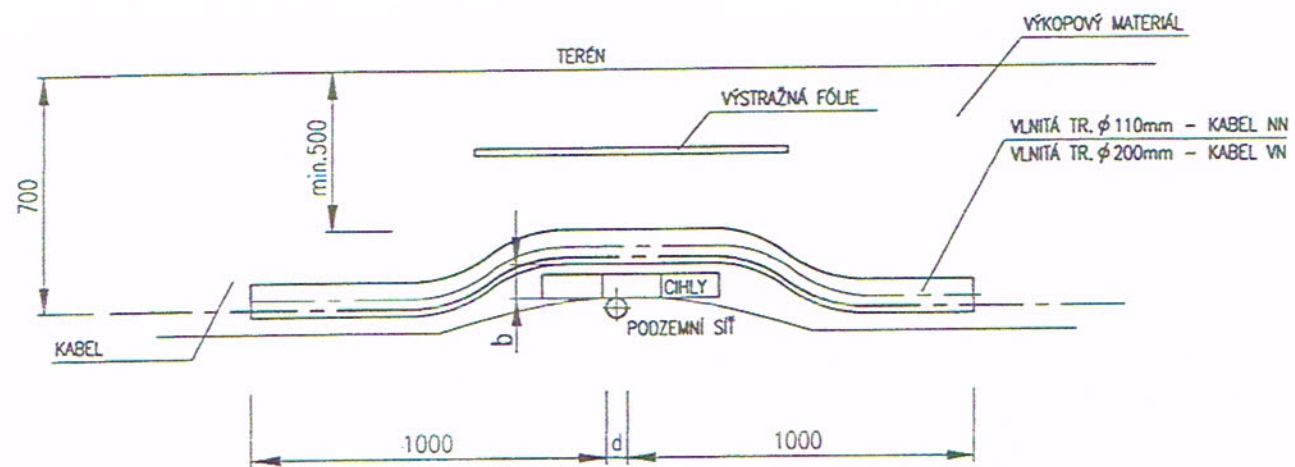 VÝKOPOVÝ MATERIÁL
TERÉN
VÝSTRAŽNÁ FÓLIE
VLNITÁ TR. ϕ 110mm - KABEL NN
VLNITÁ TR. ϕ 200mm - KABEL VN
700
min.500
CIHLY
PODZEMNÍ SÍŤ
KABEL
b
1000
d
1000